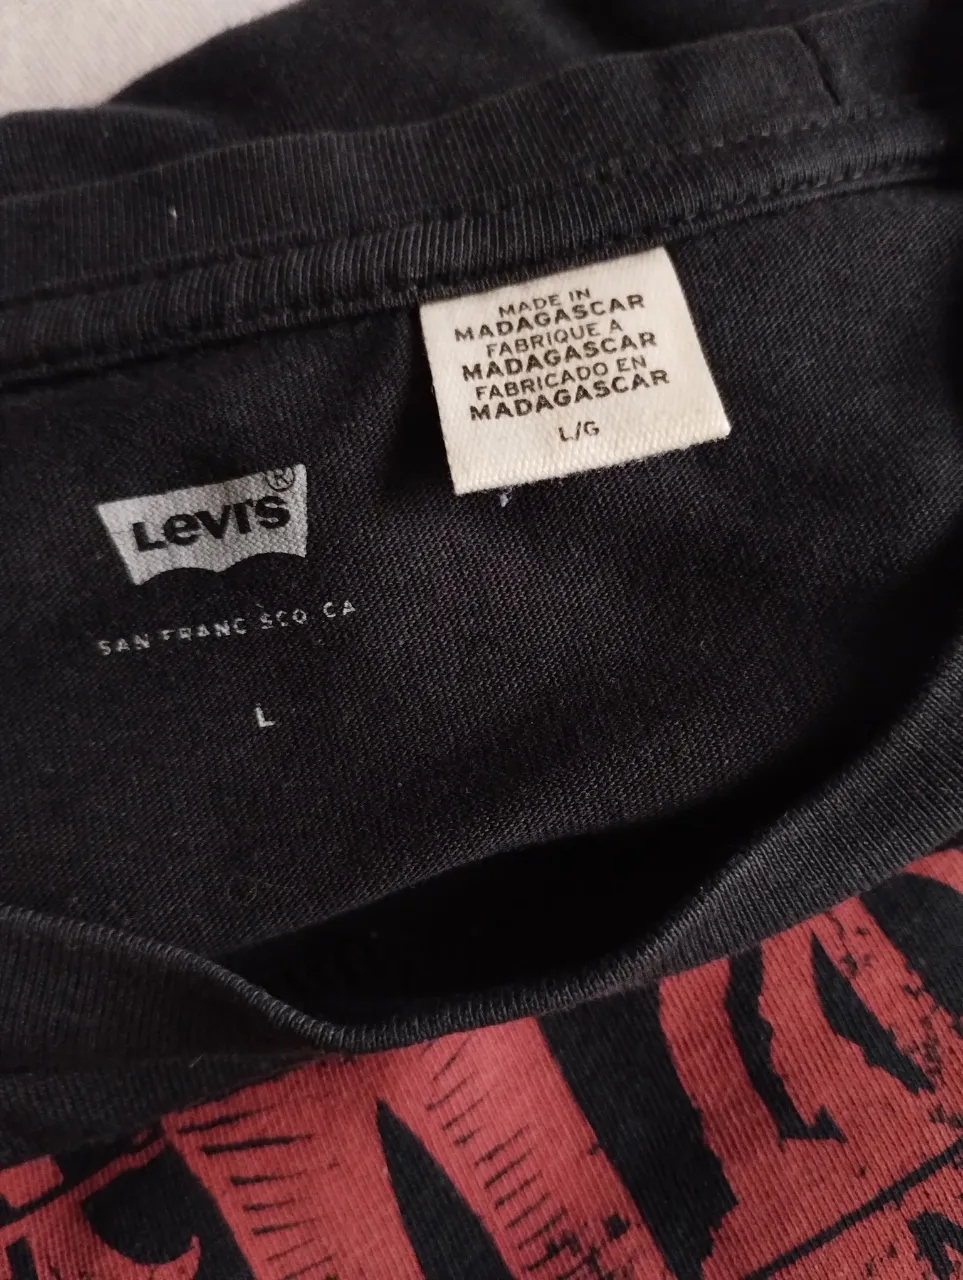 MADE IN
MADAGASCAR
FABRIQUE A
MADAGASCAR
FABRICADO EN
MADAGASCAR
L/G
LEVI'S®
SAN FRANCISCO CA
L